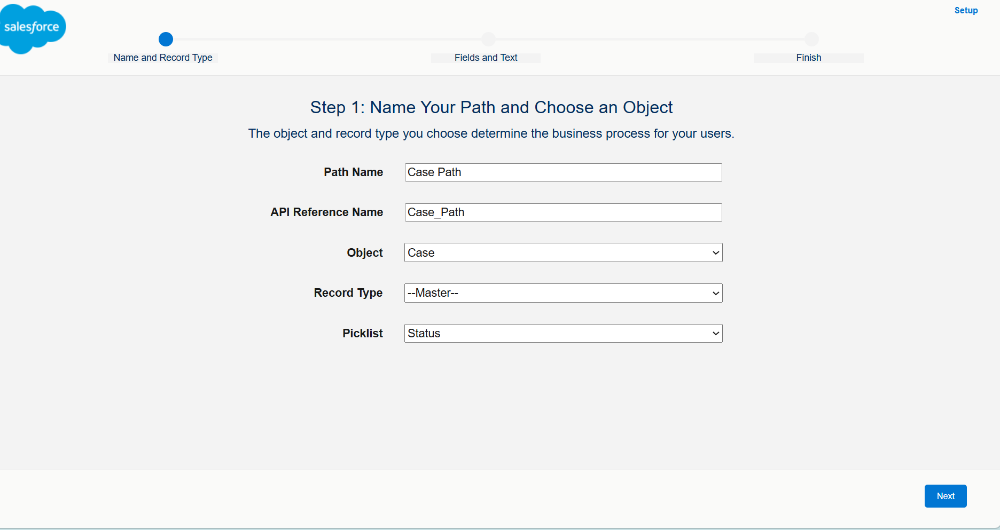 salesforce
Setup
Name and Record Type
Fields and Text
Finish
Step 1: Name Your Path and Choose an Object
The object and record type you choose determine the business process for your users.
Path Name
Case Path
API Reference Name
Case_Path
Object
Case
Record Type
--Master--
Picklist
Status
Next